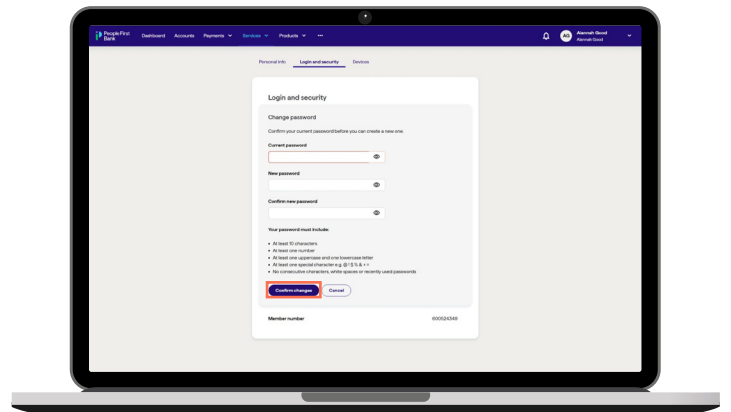 People First
Bank
Dashboard Accounts Payments Services Products ...
AG
Alannah Good
Alannah Good
Personal info Login and security Devices
Login and security
Change password
Confirm your current password before you can create a new one.
Current password
New password
Confirm new password
Your password must include:
• At least 10 characters
• At least one number
• At least one uppercase and one lowercase letter
• At least one special character e.g.
• No consecutive characters, white spaces or recently used passwords
Confirm changes Cancel
Member number 600524349